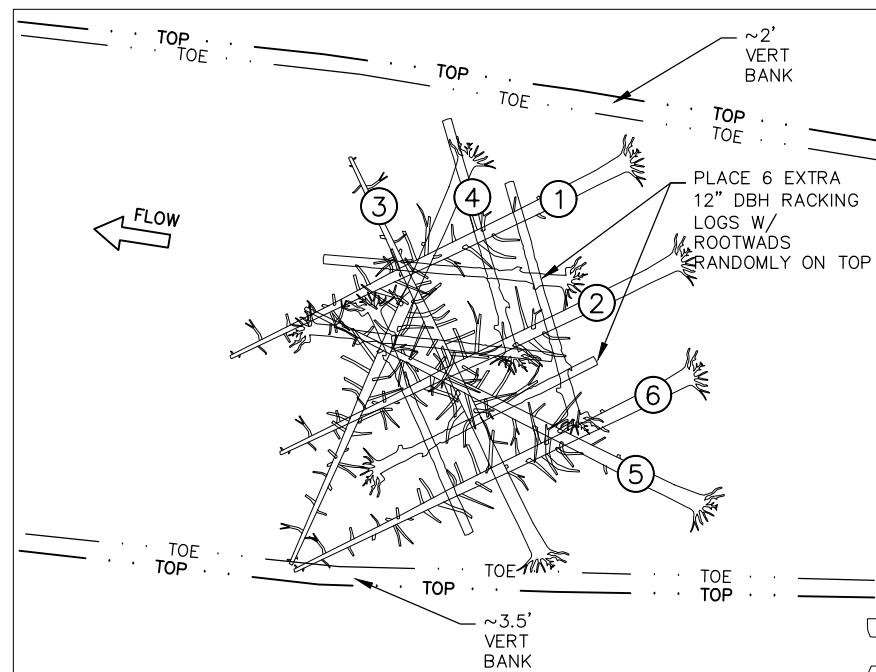 TOP
TOE
~2'
VERT
BANK
TOP
TOE
TOP
TOE
FLOW
1
3
4
PLACE 6 EXTRA
12" DBH RACKING
LOGS W/
ROOTWADS
RANDOMLY ON TOP
2
6
5
TOE
TOP
TOE
TOP
TOE
TOP
~3.5'
VERT
BANK